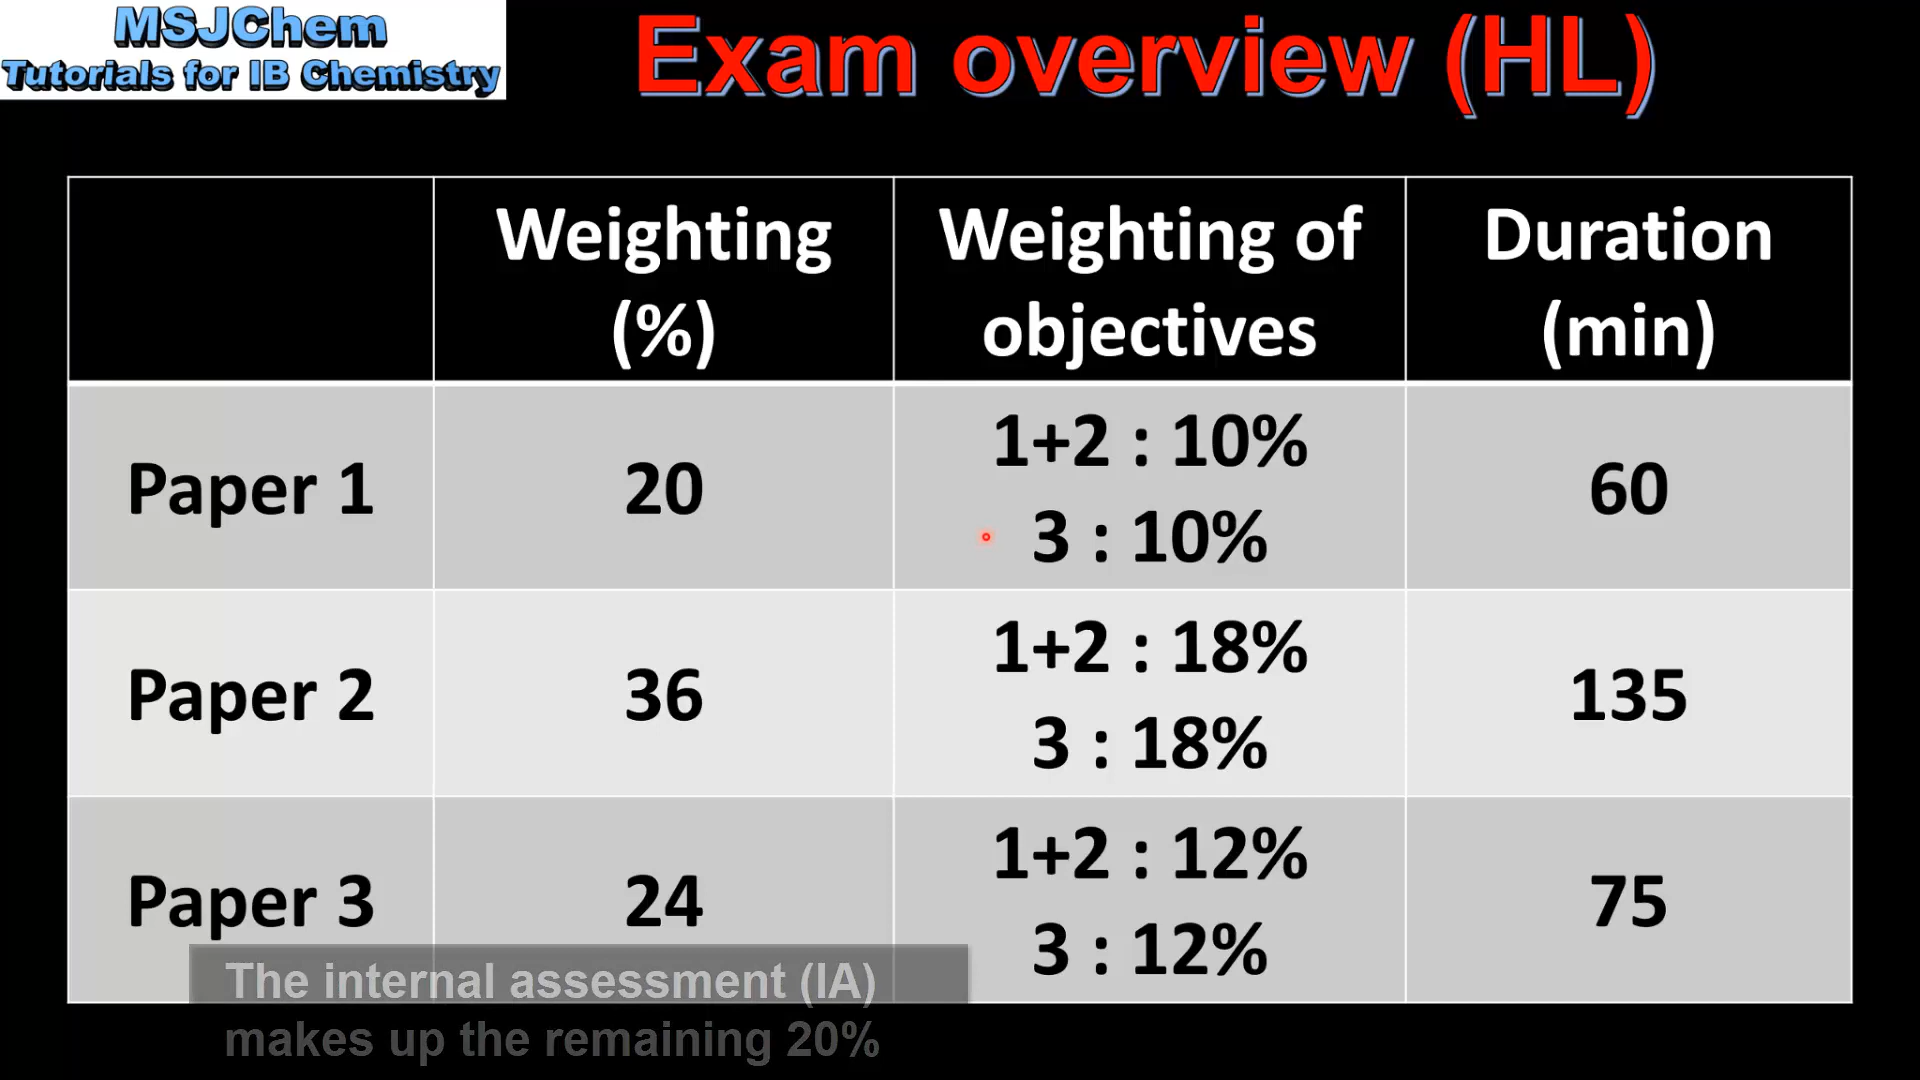 MSJChem
Tutorials for IB Chemistry
Exam overview (HL)
Weighting (%)
Weighting of objectives
Duration (min)
Paper 1
20
1+2 : 10%
3 : 10%
60
Paper 2
36
1+2 : 18%
3 : 18%
135
Paper 3
24
1+2 : 12%
3 : 12%
75
The internal assessment (IA)
makes up the remaining 20%